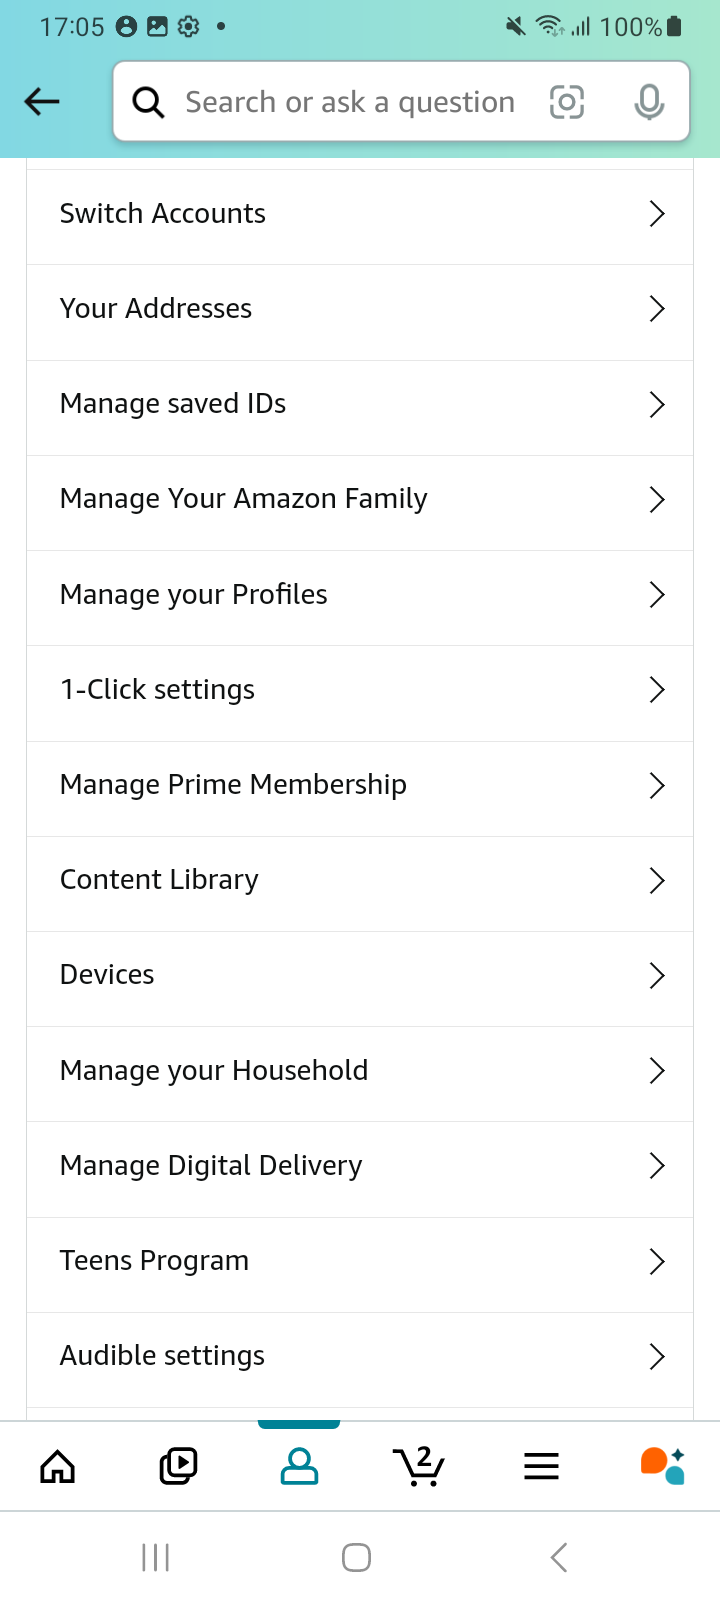 17:05
100%
Search or ask a question
Switch Accounts
Your Addresses
Manage saved IDs
Manage Your Amazon Family
Manage your Profiles
1-Click settings
Manage Prime Membership
Content Library
Devices
Manage your Household
Manage Digital Delivery
Teens Program
Audible settings
2